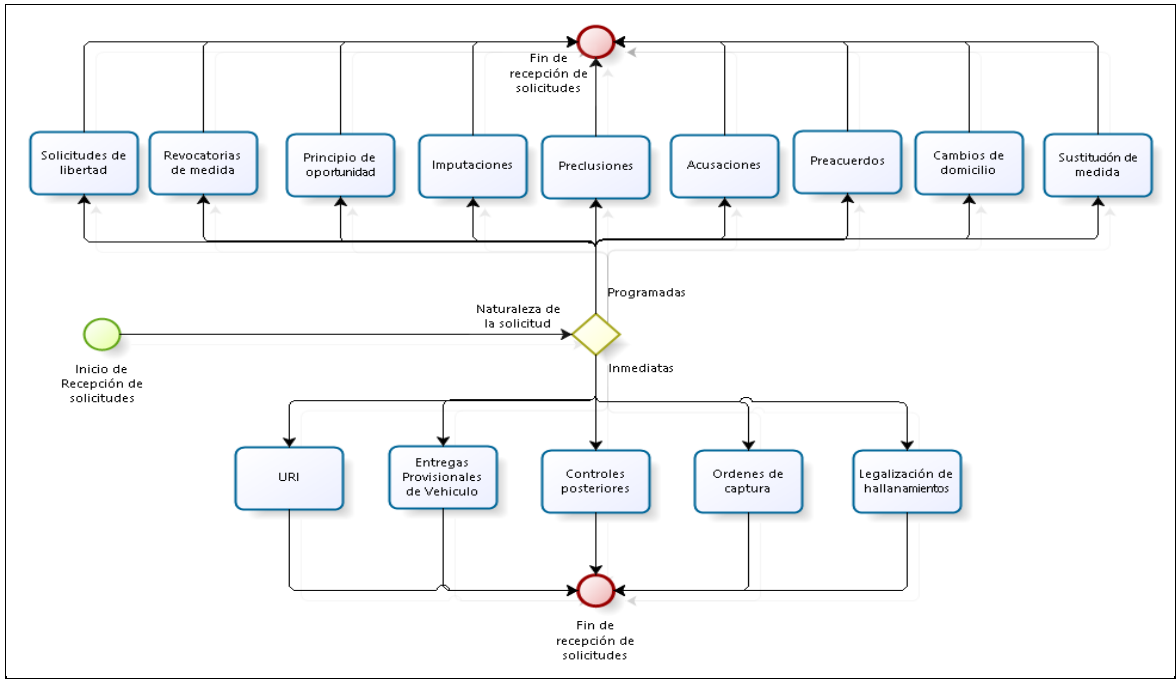 Fin de
recepción de
solicitudes
Solicitudes de
libertad
Revocatorias
de medida
Principio de
oportunidad
Imputaciones
Preclusiones
Acusaciones
Preacuerdos
Cambios de
domicilio
Sustitución de
medida
Programadas
Naturaleza de
la solicitud
Inicio de
Recepción de
solicitudes
Inmediatas
URI
Entregas
Provisionales
de Vehiculo
Controles
posteriores
Ordenes de
captura
Legalización de
hallanamientos
Fin de
recepción de
solicitudes